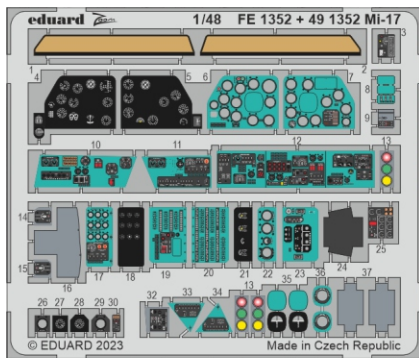 eduard Zoom 1/48 FE 1352 + 49 1352 Mi-17
3
1 2
4 5 6 7
8
9
10 11 12 13
14
15
16 17 18 19 20 21 22 23 24 25
26 27 28 29 30 32 33 34 13 35 36 37
© EDUARD 2023 Made in Czech Republic